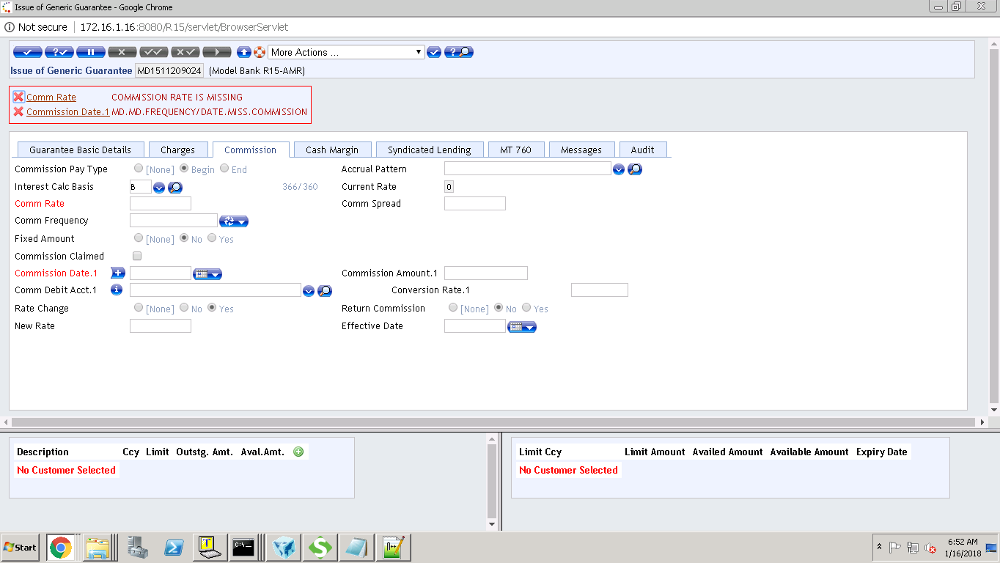 Issue of Generic Guarantee - Google Chrome
Not secure 172.16.1.16:8080/R15/servlet/BrowserServlet
More Actions ...
Issue of Generic Guarantee MD1511209024 (Model Bank R15-AMR)
Comm Rate COMMISSION RATE IS MISSING
Commission Date.1 MD.MD.FREQUENCY/DATE.MISS.COMMISSION
Guarantee Basic Details Charges Commission Cash Margin Syndicated Lending MT 760 Messages Audit
Commission Pay Type [None] Begin End Accrual Pattern
Interest Calc Basis B 366/360 Current Rate 0
Comm Rate Comm Spread
Comm Frequency
Fixed Amount [None] No Yes
Commission Claimed
Commission Date.1 Commission Amount.1
Comm Debit Acct.1 Conversion Rate.1
Rate Change [None] No Yes Return Commission [None] No Yes
New Rate Effective Date
Description Ccy Limit Outstg. Amt. Aval.Amt. Limit Ccy Limit Amount Availed Amount Available Amount Expiry Date
No Customer Selected No Customer Selected
Start 6:52 AM
1/16/2018